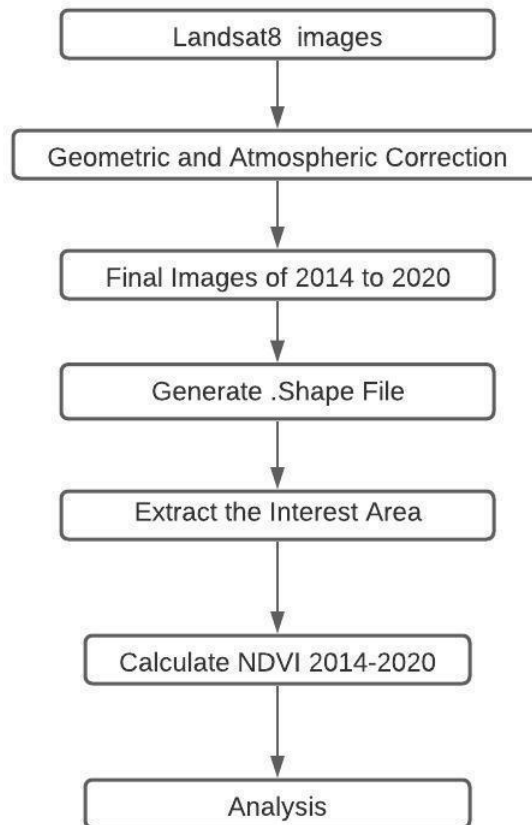 Landsat8 images
Geometric and Atmospheric Correction
Final Images of 2014 to 2020
Generate .Shape File
Extract the Interest Area
Calculate NDVI 2014-2020
Analysis